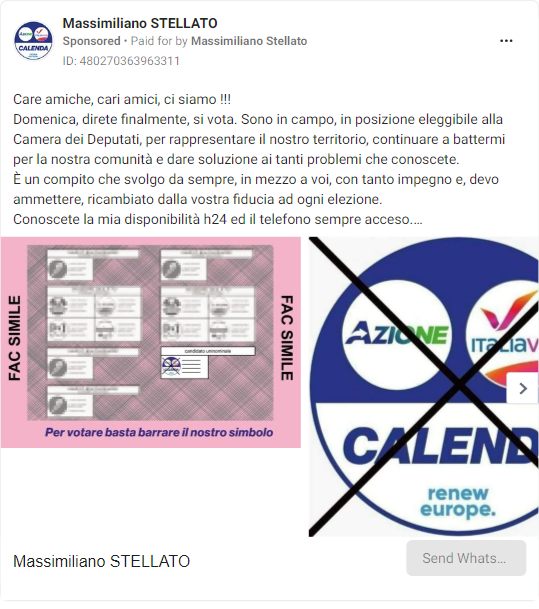 Massimiliano STELLATO
Sponsored • Paid for by Massimiliano Stellato
ID: 480270363963311
Care amiche, cari amici, ci siamo !!!
Domenica, direte finalmente, si vota. Sono in campo, in posizione eleggibile alla
Camera dei Deputati, per rappresentare il nostro territorio, continuare a battermi
per la nostra comunità e dare soluzione ai tanti problemi che conoscete.
È un compito che svolgo da sempre, in mezzo a voi, con tanto impegno e, devo
ammettere, ricambiato dalla vostra fiducia ad ogni elezione.
Conoscete la mia disponibilità h24 ed il telefono sempre acceso....
FAC SIMILE
candidato uninominale
FAC SIMILE
Per votare basta barrare il nostro simbolo
AZIONE
ITALIAV
CALEND
renew
europe.
Massimiliano STELLATO
Send Whats...